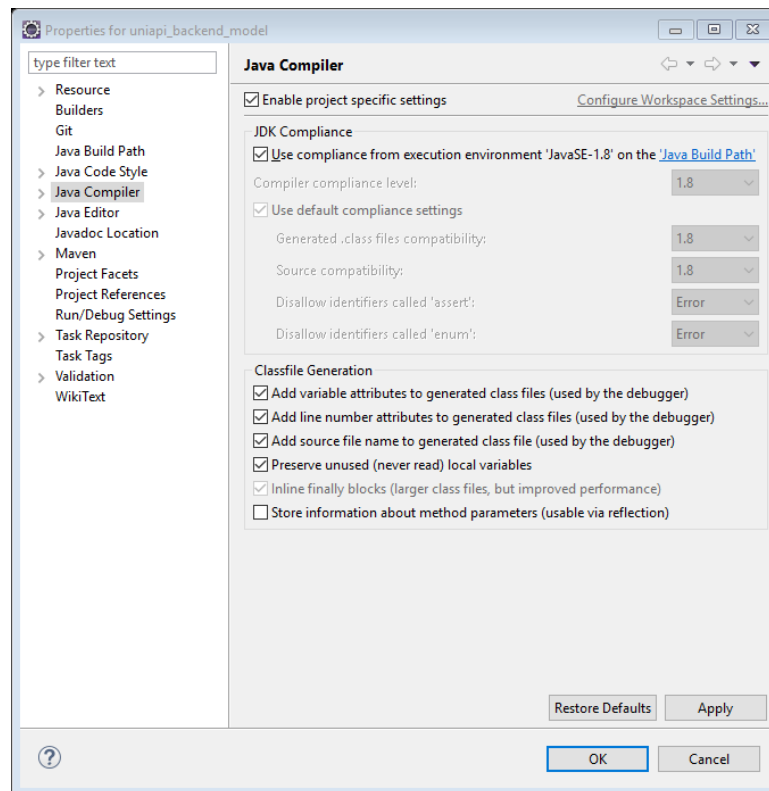 Properties for uniapi_backend_model
type filter text
Resource
Builders
Git
Java Build Path
Java Code Style
Java Compiler
Java Editor
Javadoc Location
Maven
Project Facets
Project References
Run/Debug Settings
Task Repository
Task Tags
Validation
WikiText
Java Compiler
Enable project specific settings Configure Workspace Settings...
JDK Compliance
Use compliance from execution environment 'JavaSE-1.8' on the 'Java Build Path'
Compiler compliance level: 1.8
Use default compliance settings
Generated .class files compatibility: 1.8
Source compatibility: 1.8
Disallow identifiers called 'assert': Error
Disallow identifiers called 'enum': Error
Classfile Generation
Add variable attributes to generated class files (used by the debugger)
Add line number attributes to generated class files (used by the debugger)
Add source file name to generated class file (used by the debugger)
Preserve unused (never read) local variables
Inline finally blocks (larger class files, but improved performance)
Store information about method parameters (usable via reflection)
Restore Defaults Apply
? OK Cancel